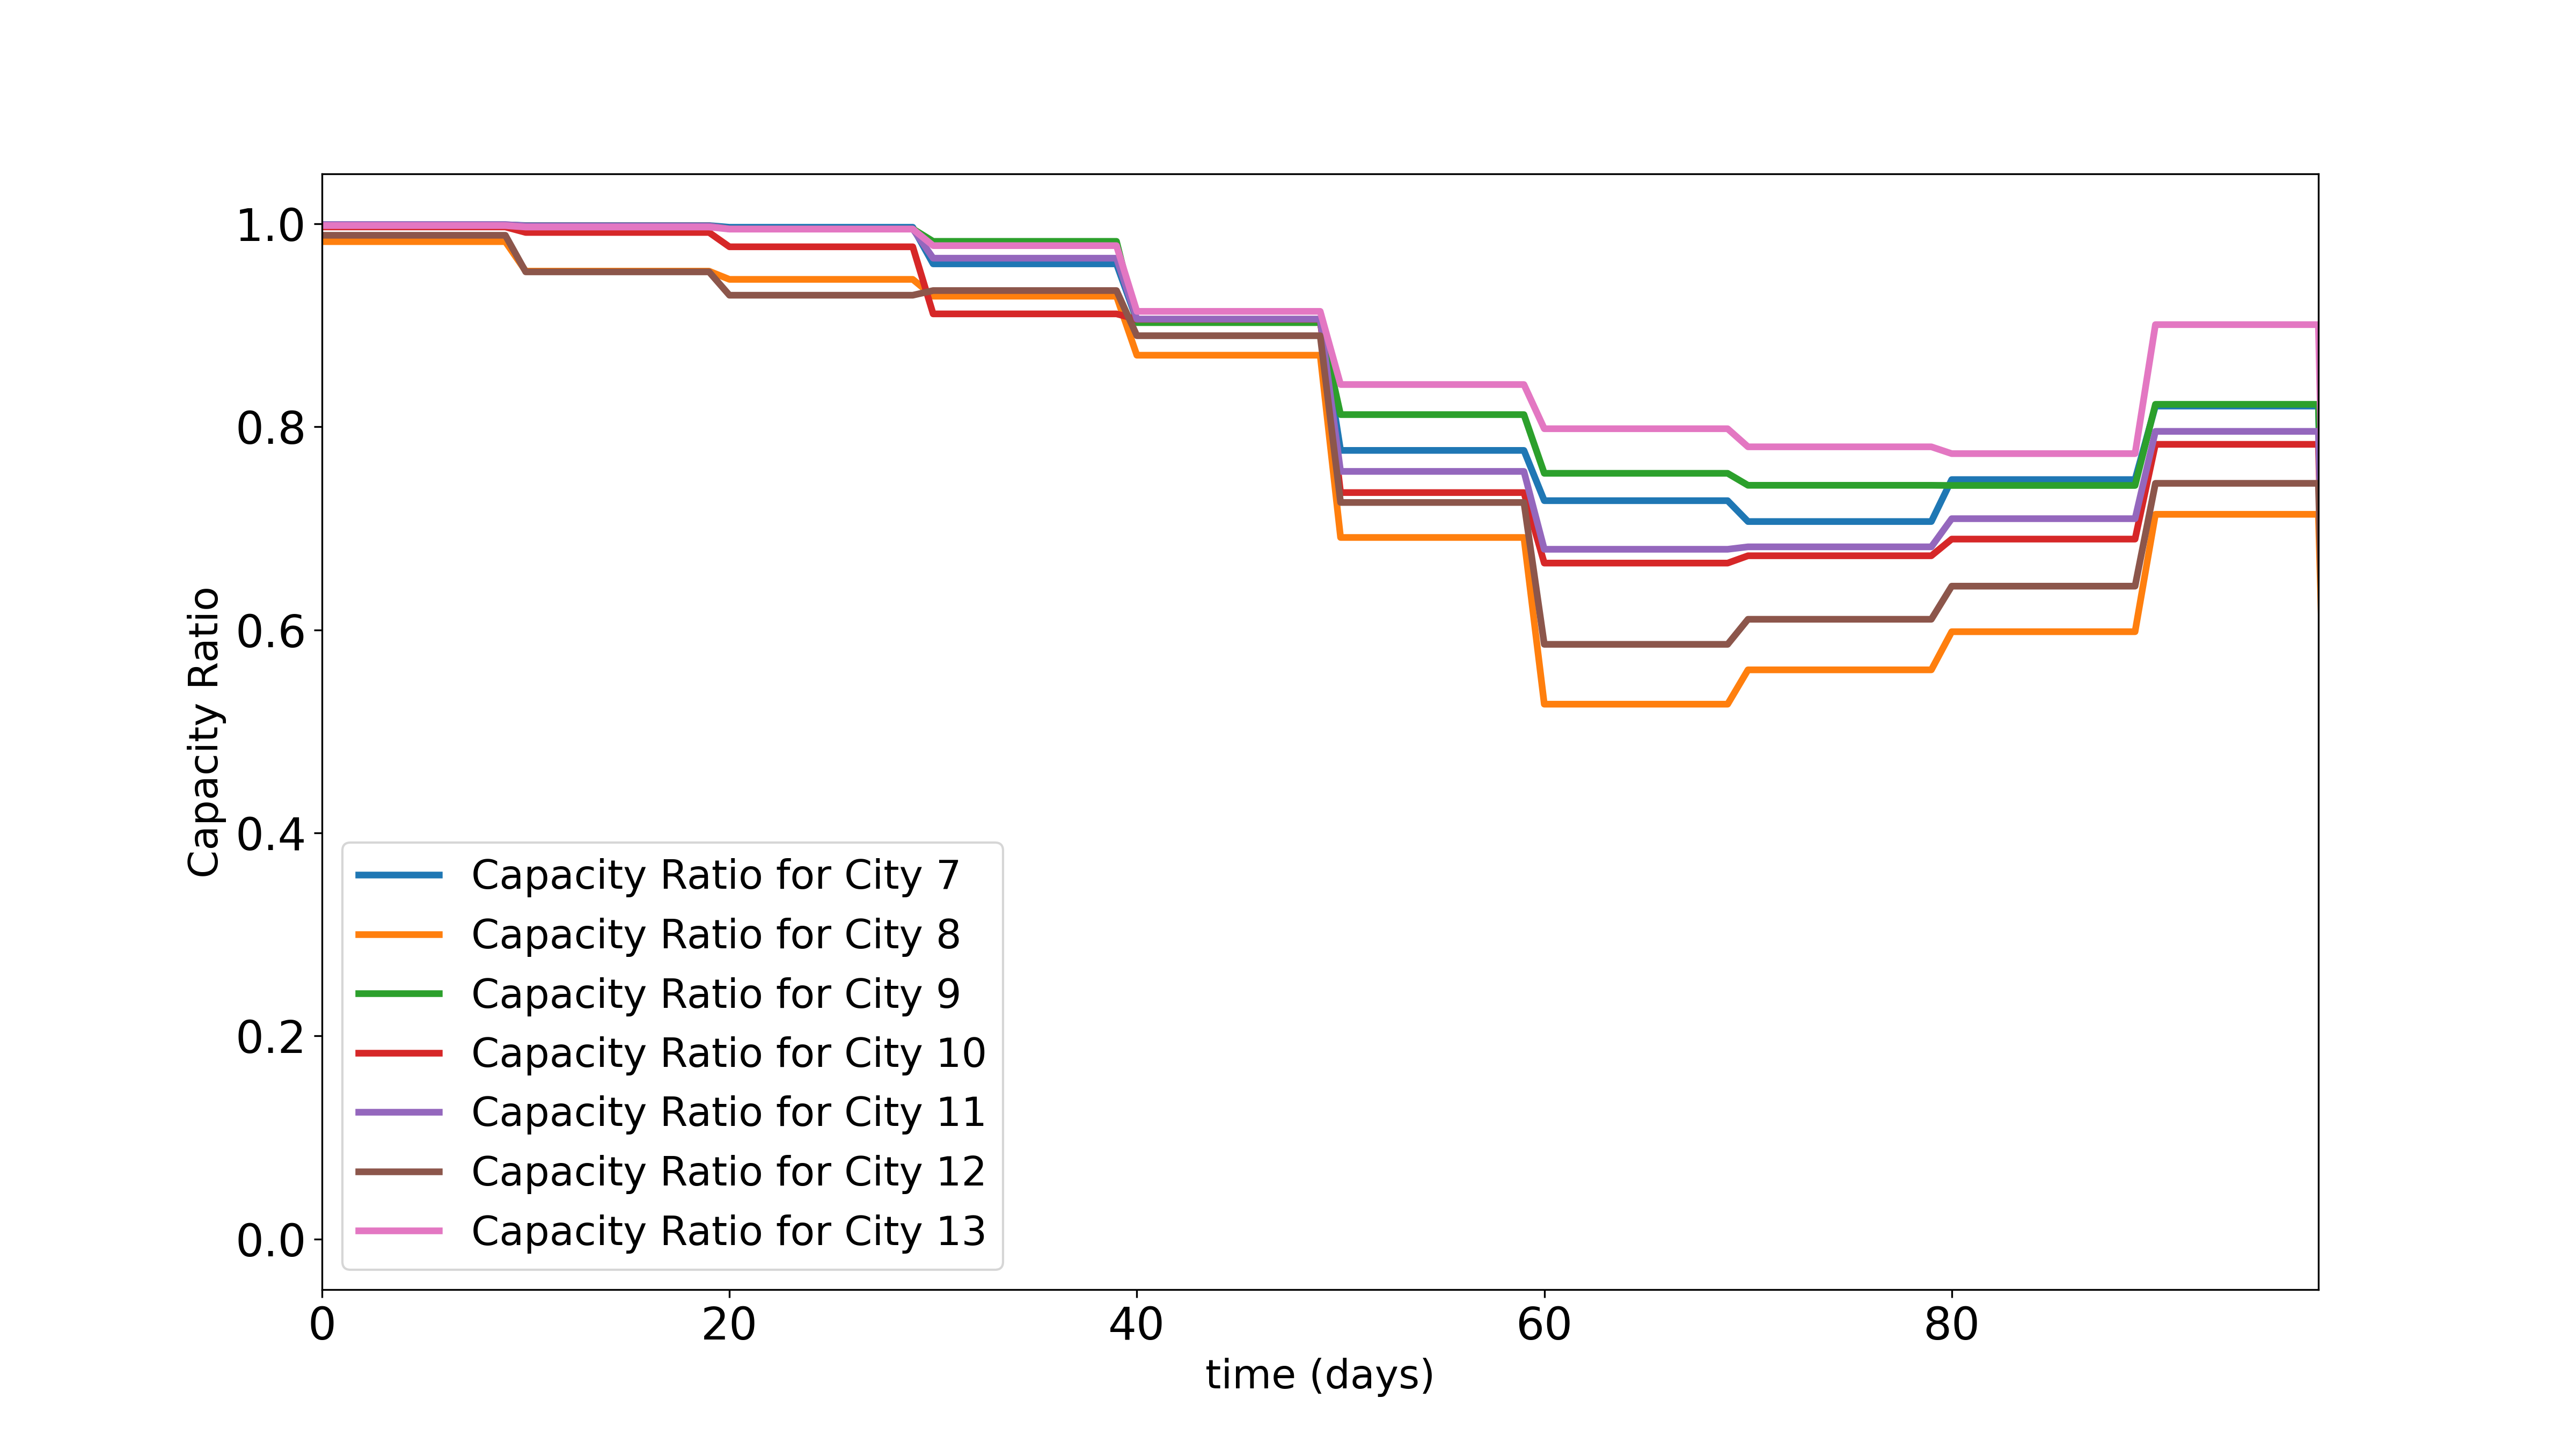 1.0
0.8
0.6
0.4
0.2
0.0
Capacity Ratio
Capacity Ratio for City 7
Capacity Ratio for City 8
Capacity Ratio for City 9
Capacity Ratio for City 10
Capacity Ratio for City 11
Capacity Ratio for City 12
Capacity Ratio for City 13
0 20 40 60 80
time (days)